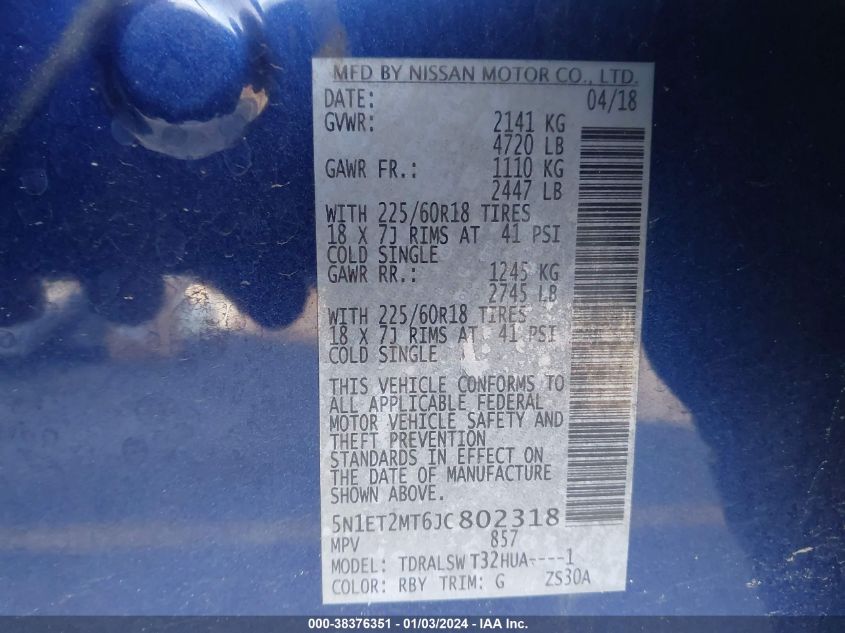 MFD BY NISSAN MOTOR CO., LTD.
DATE: 04/18
GVWR: 2141 KG
4720 LB
GAWR FR.: 1110 KG
2447 LB
WITH 225/60R18 TIRES
18 X 7J RIMS AT 41 PSI
COLD SINGLE
GAWR RR.: 1245 KG
2745 LB
WITH 225/60R18 TIRES
18 X 7J RIMS AT 41 PSI
COLD SINGLE
THIS VEHICLE CONFORMS TO
ALL APPLICABLE FEDERAL
MOTOR VEHICLE SAFETY AND
THEFT PREVENTION
STANDARDS IN EFFECT ON
THE DATE OF MANUFACTURE
SHOWN ABOVE.
5N1ET2MT6JC802318
MPV 857
MODEL: TDRALSW T32HUA----1
COLOR: RBY TRIM: G ZS30A
000-38376351 - 01/03/2024 - IAA Inc.